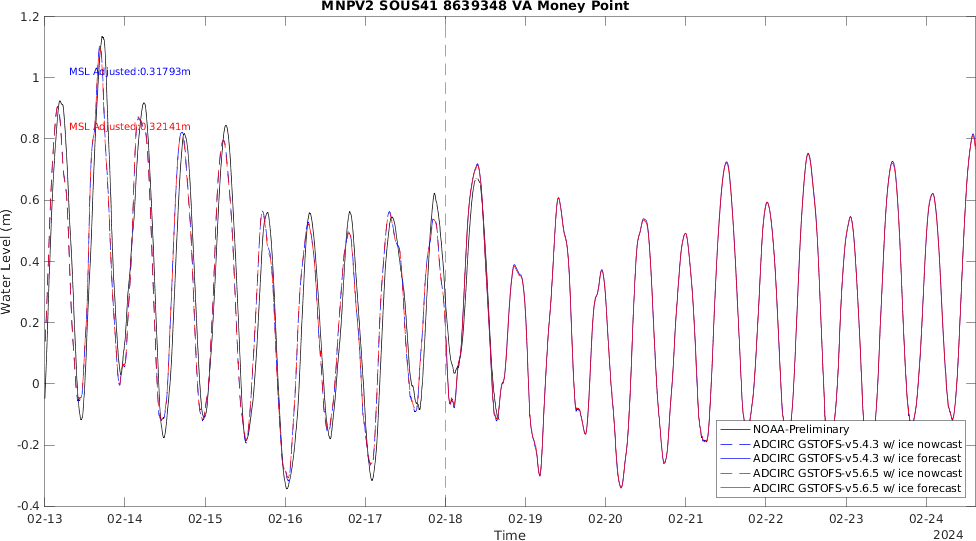 MNPV2 SOUS41 8639348 VA Money Point
1.2
1
0.8
0.6
0.4
0.2
0
-0.2
-0.4
Water Level (m)
MSL Adjusted:0.31793m
MSL Adjusted:0.32141m
NOAA-Preliminary
ADCIRC GSTOFS-v5.4.3 w/ ice nowcast
ADCIRC GSTOFS-v5.4.3 w/ ice forecast
ADCIRC GSTOFS-v5.6.5 w/ ice nowcast
ADCIRC GSTOFS-v5.6.5 w/ ice forecast
02-13 02-14 02-15 02-16 02-17 02-18 02-19 02-20 02-21 02-22 02-23 02-24
Time
2024